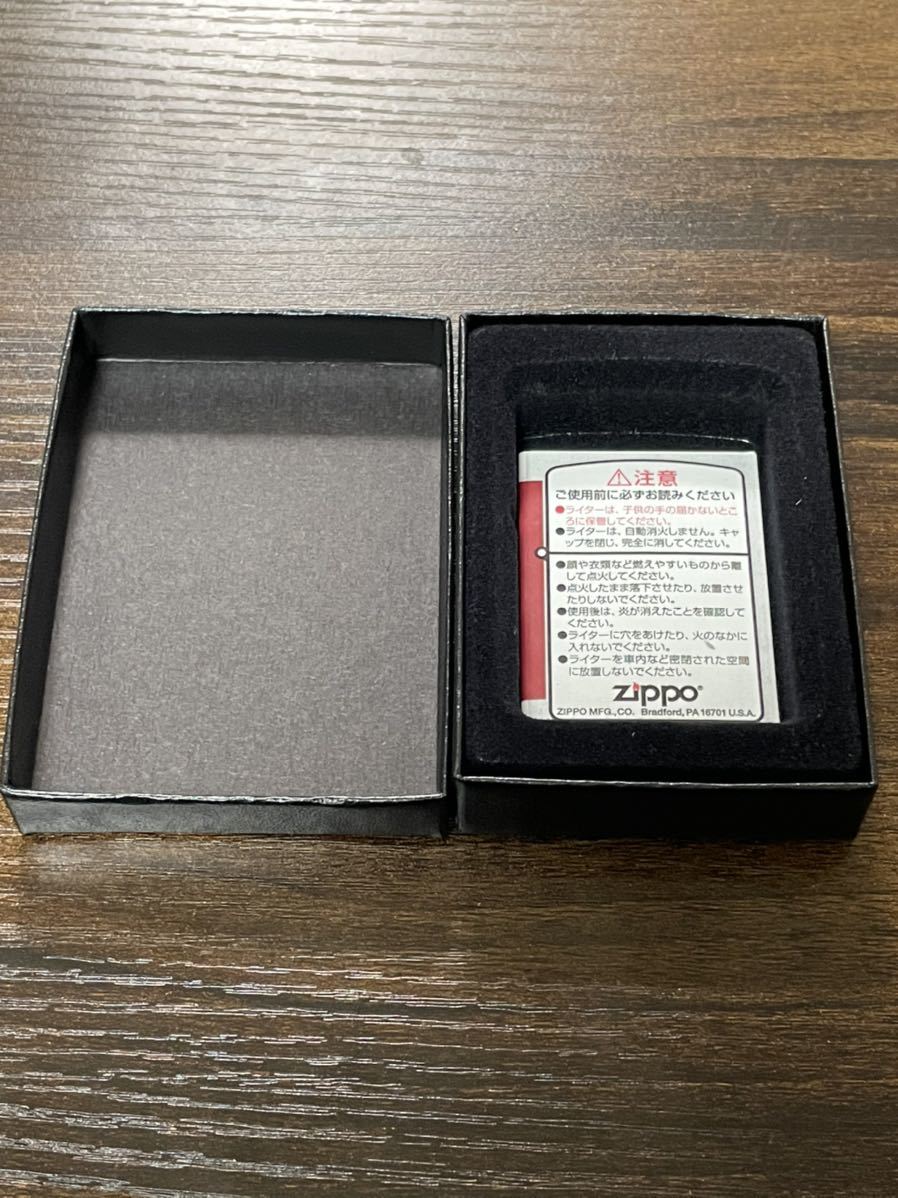 ⚠注意
ご使用前に必ずお読みください
●ライターは、子供の手の届かないとこ
ろに保管してください。
●ライターは、自動消火しません。キャ
ップを閉じ、完全に消してください。
●顔や衣類など燃えやすいものから離
して点火してください。
●点火したまま落下させたり、放置させ
たりしないでください。
●使用後は、炎が消えたことを確認して
ください。
●ライターに穴をあけたり、火のなかに
入れないでください。
●ライターを車内など密閉された空間
に放置しないでください。
zippo®
ZIPPO MFG.,CO. Bradford, PA 16701 U.S.A.